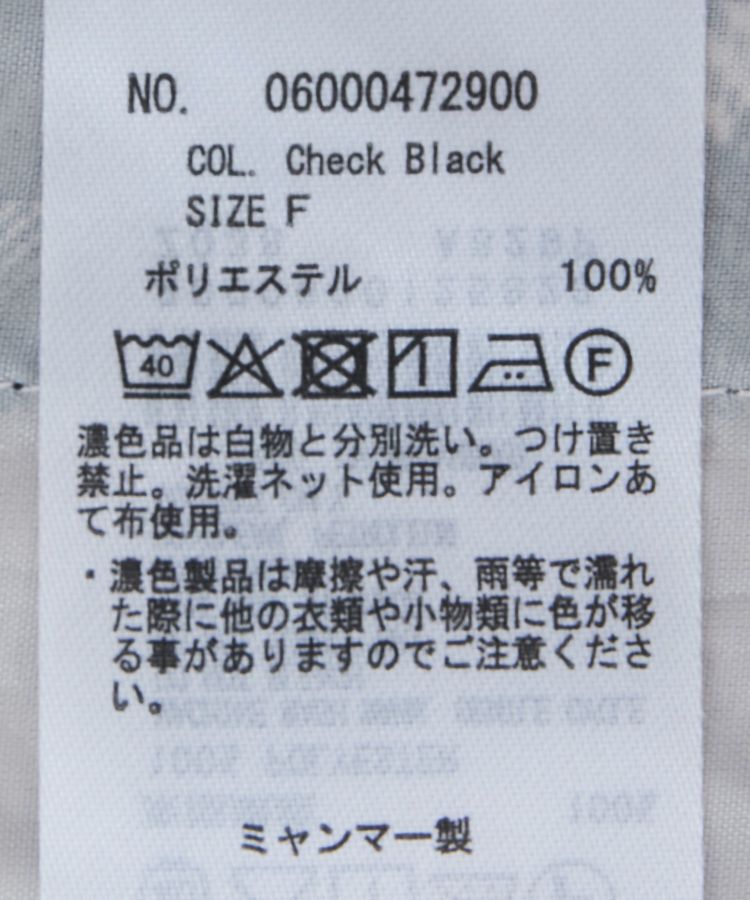 NO. 06000472900
COL. Check Black
SIZE F
ポリエステル 100%
40 F
濃色品は白物と分別洗い。つけ置き
禁止。洗濯ネット使用。アイロンあ
て布使用。
・濃色製品は摩擦や汗、雨等で濡れ
た際に他の衣類や小物類に色が移
る事がありますのでご注意くださ
い。
ミャンマー製